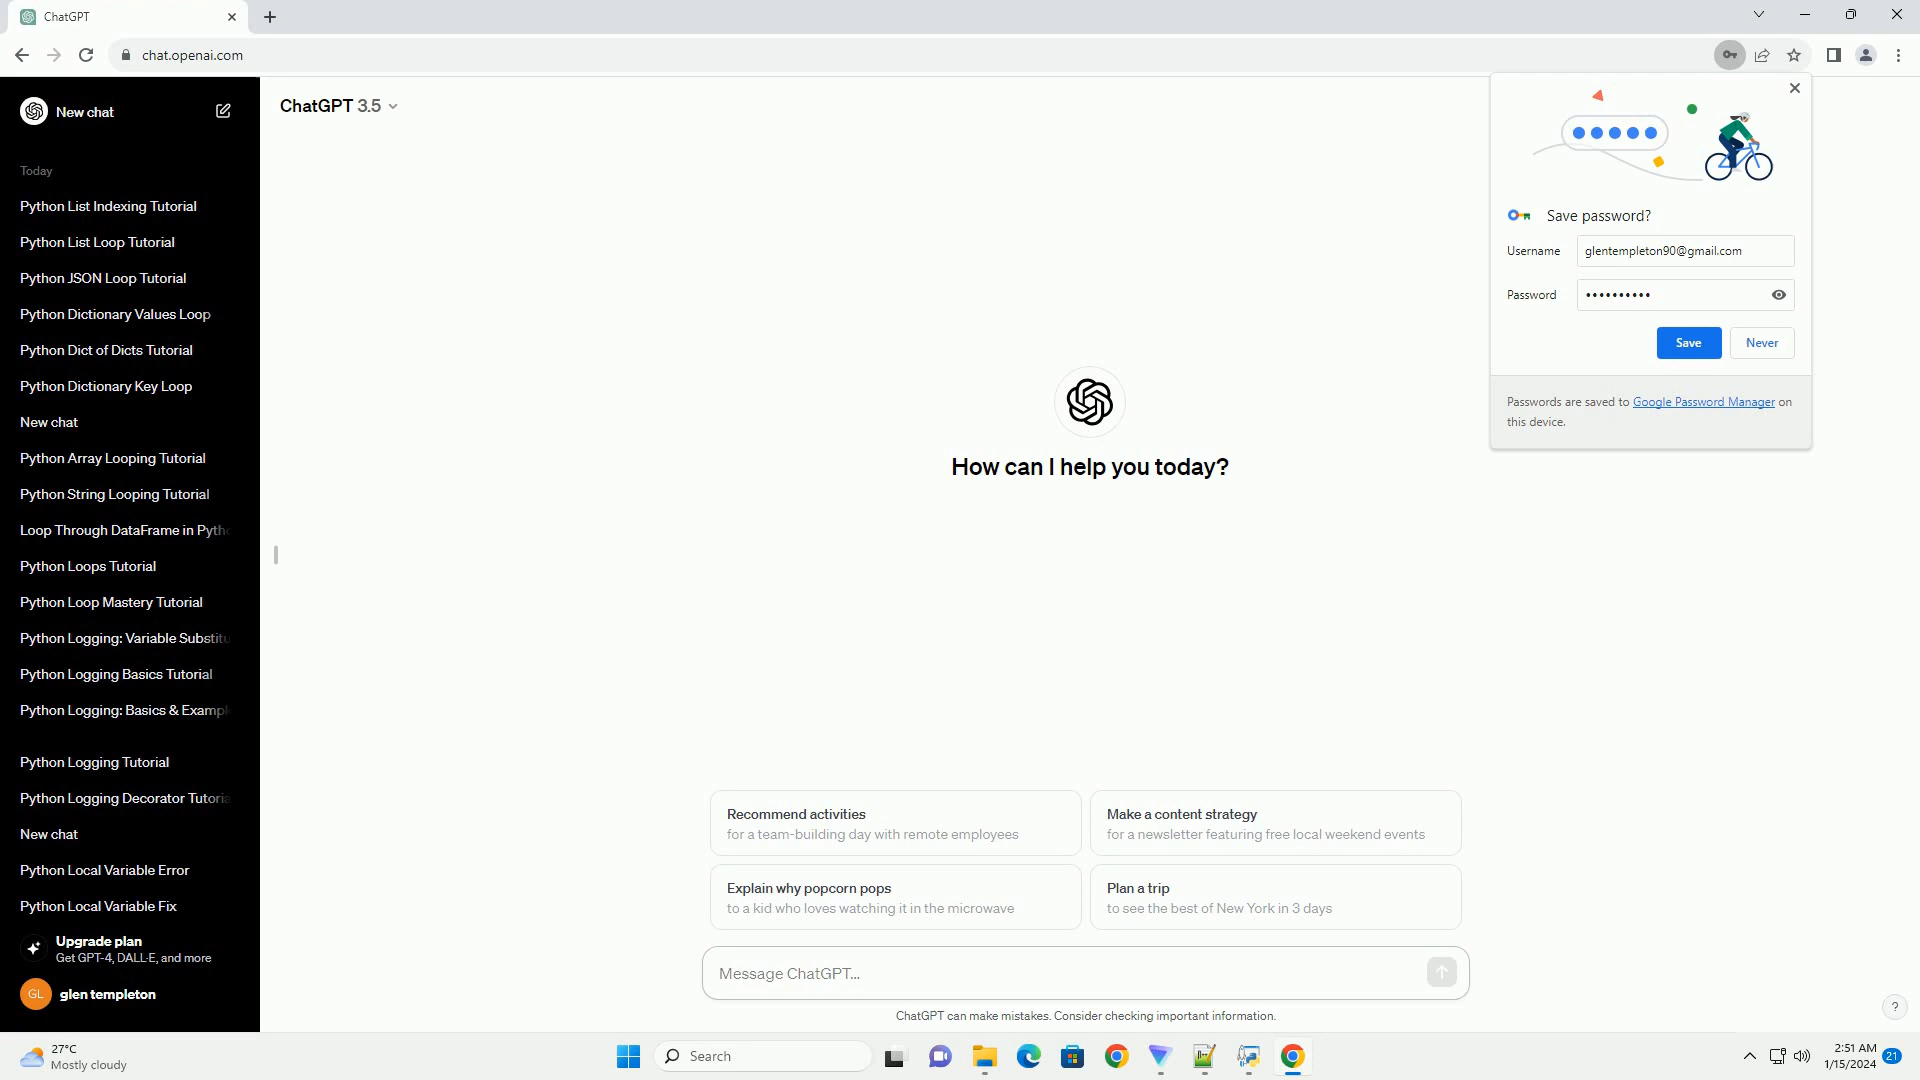 ChatGPT
chat.openai.com
New chat
Today
Python List Indexing Tutorial
Python List Loop Tutorial
Python JSON Loop Tutorial
Python Dictionary Values Loop
Python Dict of Dicts Tutorial
Python Dictionary Key Loop
New chat
Python Array Looping Tutorial
Python String Looping Tutorial
Loop Through DataFrame in Pytho
Python Loops Tutorial
Python Loop Mastery Tutorial
Python Logging: Variable Substitu
Python Logging Basics Tutorial
Python Logging: Basics & Exampl
Python Logging Tutorial
Python Logging Decorator Tutoria
New chat
Python Local Variable Error
Python Local Variable Fix
Upgrade plan
Get GPT-4, DALL·E, and more
GL glen templeton
ChatGPT 3.5
Save password?
Username glentempleton90@gmail.com
Password ••••••••••
Save Never
Passwords are saved to Google Password Manager on
this device.
How can I help you today?
Recommend activities
for a team-building day with remote employees
Make a content strategy
for a newsletter featuring free local weekend events
Explain why popcorn pops
to a kid who loves watching it in the microwave
Plan a trip
to see the best of New York in 3 days
Message ChatGPT...
ChatGPT can make mistakes. Consider checking important information.
?
27°C
Mostly cloudy
Search
2:51 AM
1/15/2024
21